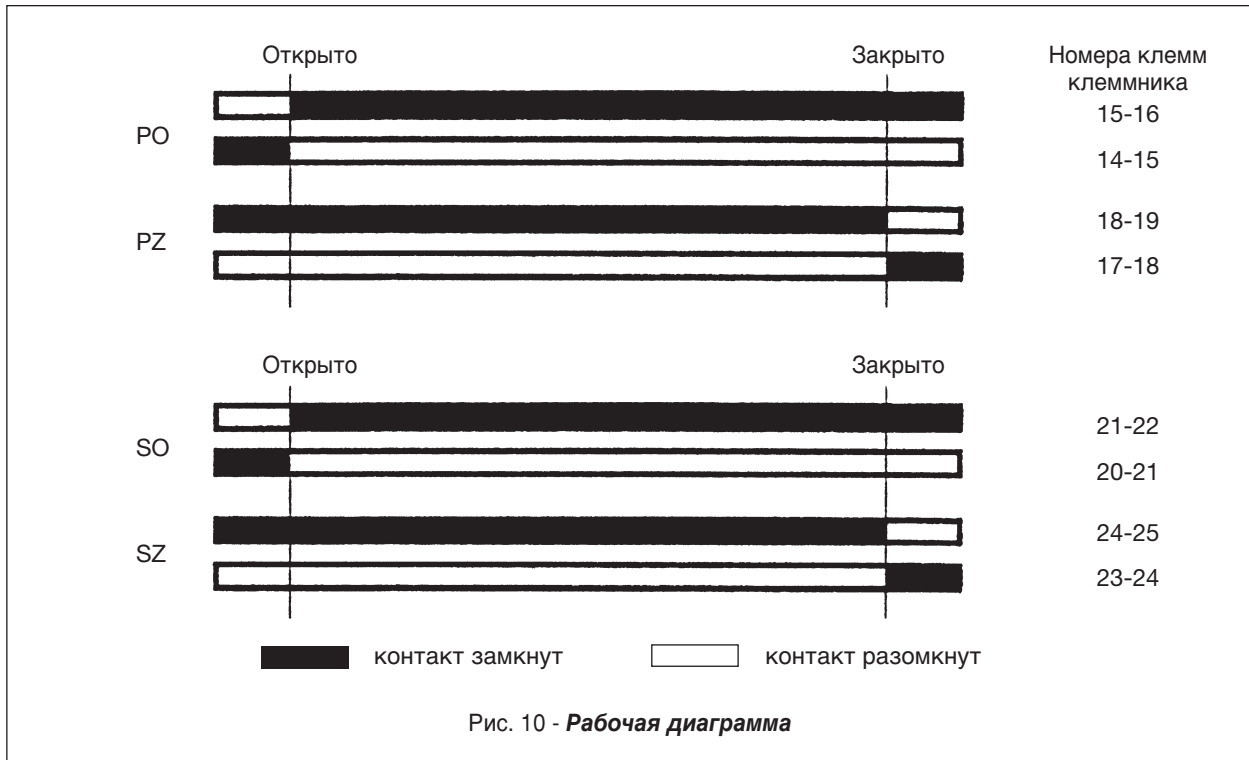 Открыто Закрыто Номера клемм
клеммника
15-16
PO
14-15
18-19
PZ
17-18
Открыто Закрыто
21-22
SO
20-21
24-25
SZ
23-24
контакт замкнут контакт разомкнут
Рис. 10 - Рабочая диаграмма